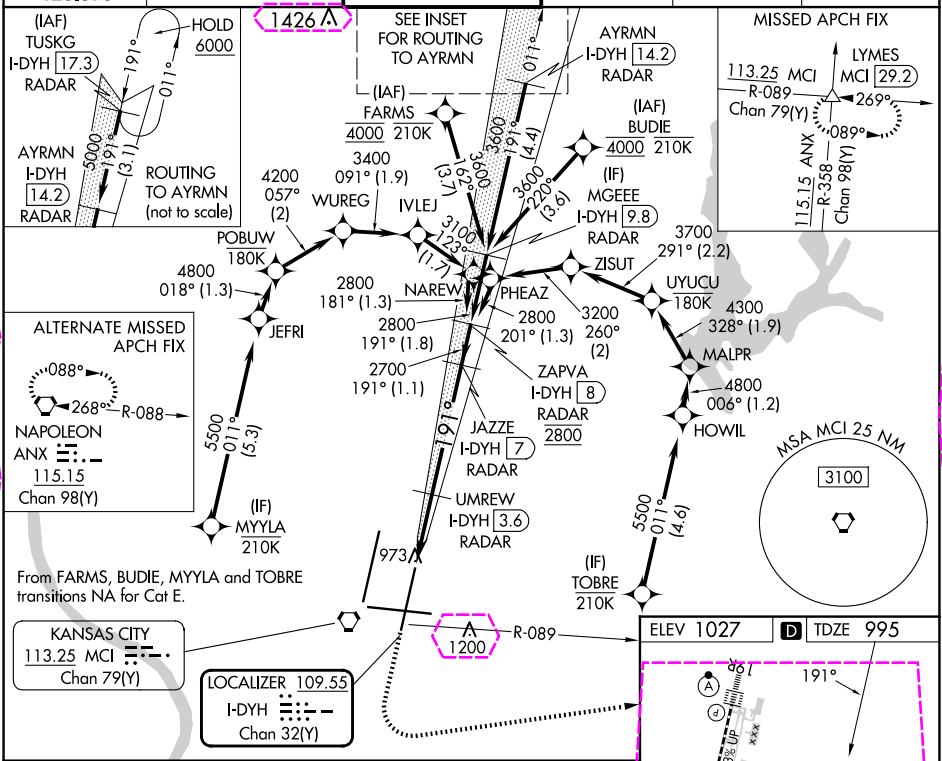 (IAF)
TUSKG
I-DYH 17.3
RADAR
HOLD
6000
191°
011°
5000
191°
(3.1)
AYRMN
I-DYH
14.2
RADAR
ROUTING
TO AYRMN
(not to scale)
1426
SEE INSET
FOR ROUTING
TO AYRMN
011°
AYRMN
I-DYH 14.2
RADAR
3600
191°
(4.4)
(IAF)
FARMS
4000 210K
3600
162°
(3.7)
(IAF)
BUDIE
4000 210K
3600
220°
(3.6)
(IF)
MGEEE
I-DYH 9.8
RADAR
MISSED APCH FIX
LYMES
MCI 29.2
113.25 MCI
R-089
Chan 79(Y)
269°
089°
115.15 ANX
R-358
Chan 98(Y)
3400
091° (1.9)
4200
057°
(2)
WUREG
IVLEJ
3100
123°
(1.7)
POBUW
180K
4800
018° (1.3)
JEFRI
NAREW
PHEAZ
ZISUT
3700
291° (2.2)
UYUCU
180K
2800
181° (1.3)
2800
191° (1.8)
2700
191° (1.1)
2800
201° (1.3)
3200
260°
(2)
4300
328° (1.9)
MALPR
4800
006° (1.2)
HOWIL
ALTERNATE MISSED
APCH FIX
088°
268°
R-088
NAPOLEON
ANX
115.15
Chan 98(Y)
ZAPVA
I-DYH 8
RADAR
2800
JAZZE
I-DYH 7
RADAR
191°
UMREW
I-DYH 3.6
RADAR
MSA MCI 25 NM
3100
5500
011°
(5.3)
(IF)
MYYLA
210K
5500
011°
(4.6)
(IF)
TOBRE
210K
973
From FARMS, BUDIE, MYYLA and TOBRE
transitions NA for Cat E.
KANSAS CITY
113.25 MCI
Chan 79(Y)
1200
R-089
LOCALIZER 109.55
I-DYH
Chan 32(Y)
ELEV 1027
D
TDZE 995
19R
191°
A
P
% UP
xxx